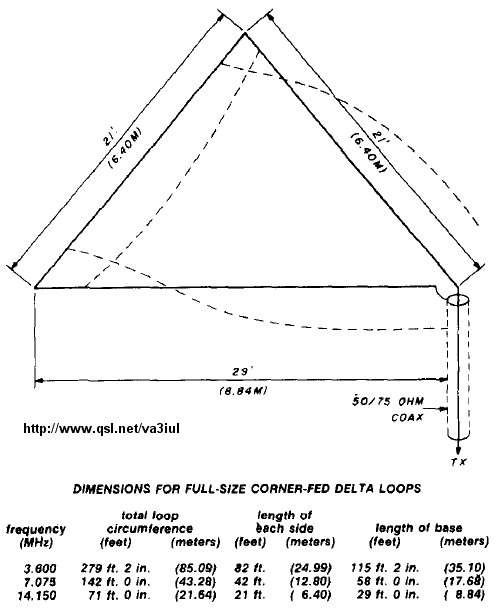 21'
(6.40M)
21'
(6.40M)
29'
(8.84M)
50/75 OHM
COAX
http://www.qsl.net/va3iul
TX
DIMENSIONS FOR FULL-SIZE CORNER-FED DELTA LOOPS
total loop length of
frequency circumference each side length of base
(MHz) (feet) (meters) (feet) (meters) (feet) (meters)
3.600 279 ft. 2 in. (85.09) 82 ft. (24.99) 115 ft. 2 in. (35.10)
7.075 142 ft. 0 in. (43.28) 42 ft. (12.80) 58 ft. 0 in. (17.68)
14.150 71 ft. 0 in. (21.64) 21 ft. ( 6.40) 29 ft. 0 in. ( 8.84)